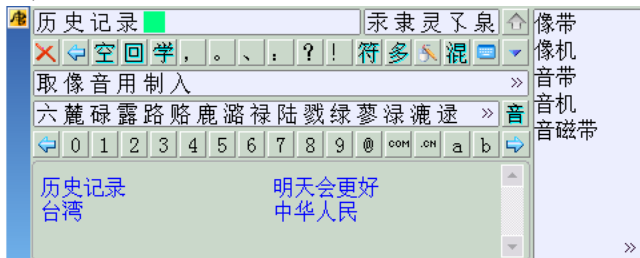 历史记录 汞隶灵泉 像带
空回学，。、：？！符多混 像机
取像音用制入 » 音带
六麓碌露路赂鹿潞禄陆戮绿蓼渌漉逯 » 音 音机
0 1 2 3 4 5 6 7 8 9 @ COM .CN a b 音磁带
历史记录 明天会更好
台湾 中华人民
»